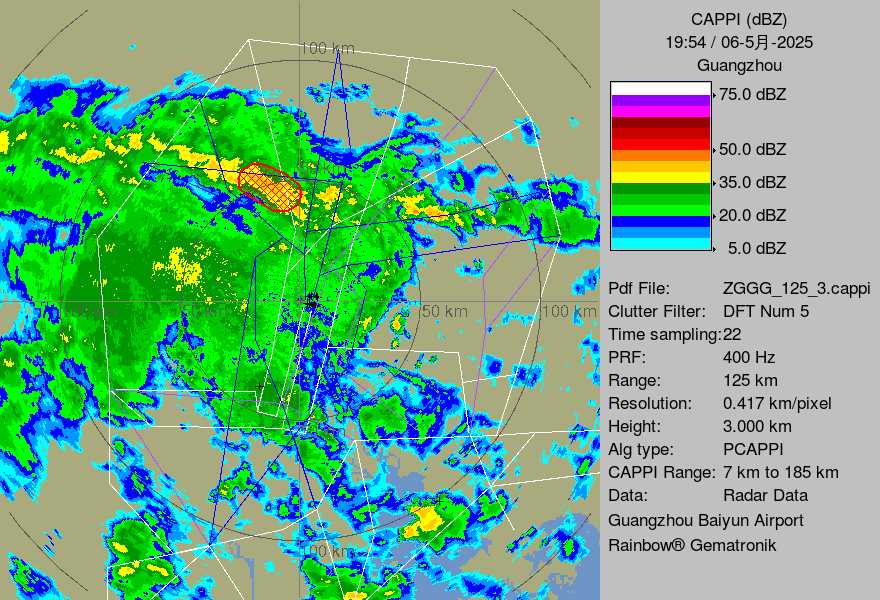 CAPPI (dBZ)
19:54 / 06-5月-2025
Guangzhou
75.0 dBZ
50.0 dBZ
35.0 dBZ
20.0 dBZ
5.0 dBZ
Pdf File: ZGGG_125_3.cappi
Clutter Filter: DFT Num 5
Time sampling:22
PRF: 400 Hz
Range: 125 km
Resolution: 0.417 km/pixel
Height: 3.000 km
Alg type: PCAPPI
CAPPI Range: 7 km to 185 km
Data: Radar Data
Guangzhou Baiyun Airport
Rainbow® Gematronik
100 km
50 km
100 km
100 km